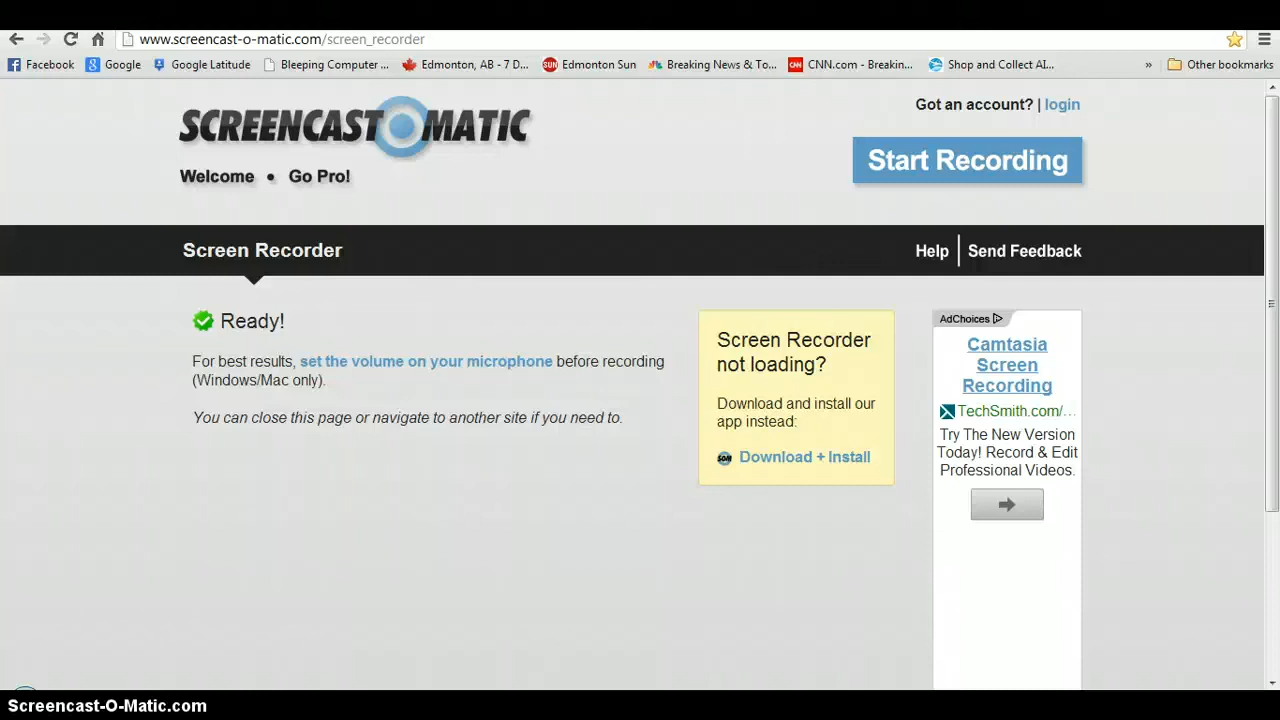 www.screencast-o-matic.com/screen_recorder
Facebook Google Google Latitude Bleeping Computer ... Edmonton, AB - 7 D... SUN Edmonton Sun Breaking News & To... CNN CNN.com - Breakin... Shop and Collect AI... » Other bookmarks
Got an account? | login
SCREENCAST O MATIC
Start Recording
Welcome • Go Pro!
Screen Recorder
Help
Send Feedback
Ready!
For best results, set the volume on your microphone before recording
(Windows/Mac only).
You can close this page or navigate to another site if you need to.
Screen Recorder
not loading?
Download and install our
app instead:
SOM Download + Install
AdChoices
Camtasia
Screen
Recording
TechSmith.com/...
Try The New Version
Today! Record & Edit
Professional Videos.
Screencast-O-Matic.com